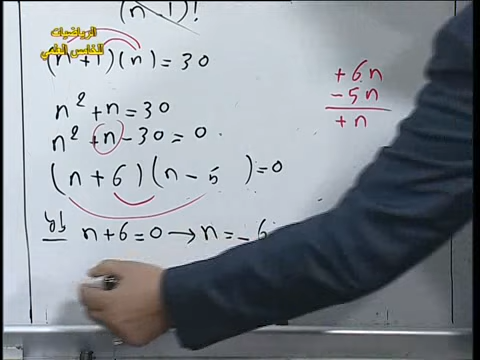 (n - 1)!
الرياضيات
للخامس العلمي
(n + 1)(n) = 30
n² + n = 30
n² + n - 30 = 0
(n + 6)(n - 5) = 0
اما n + 6 = 0 → n = - 6
+ 6n
- 5n
+ n